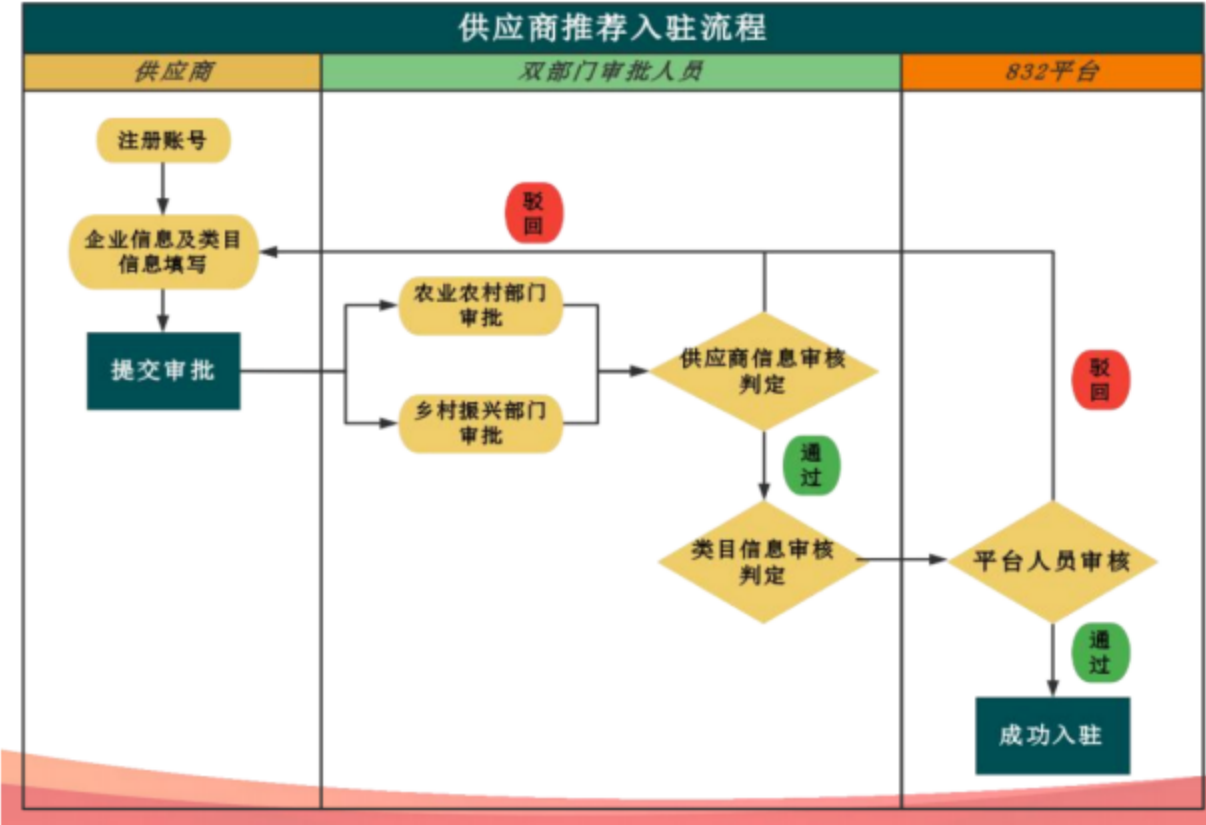 供应商推荐入驻流程
供应商
双部门审批人员
832平台
注册账号
驳
回
企业信息及类目
信息填写
农业农村部门
审批
提交审批
供应商信息审核
判定
驳
回
乡村振兴部门
审批
通
过
类目信息审核
判定
平台人员审核
通
过
成功入驻